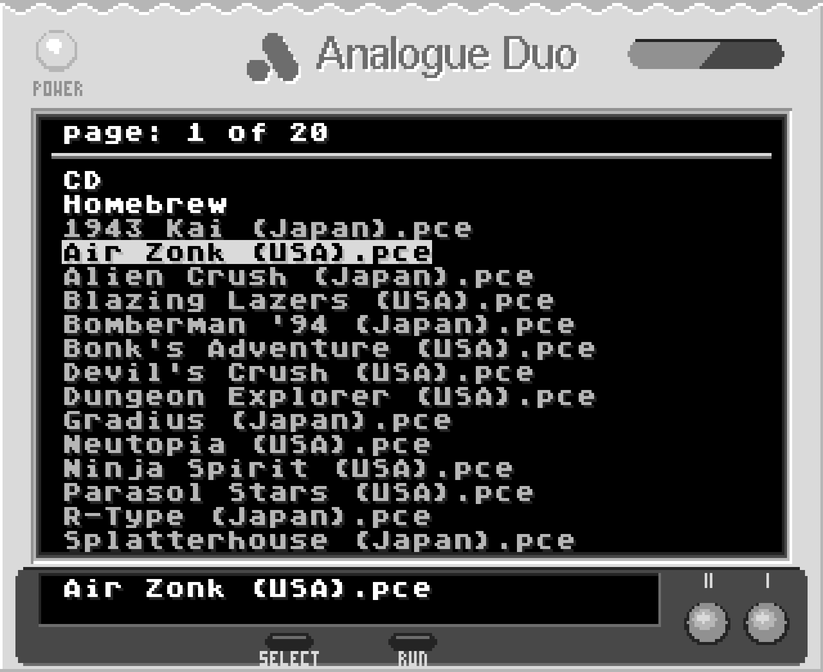 Analogue Duo
POWER
page: 1 of 20
CD
Homebrew
1943 Kai (Japan).pce
Air Zonk (USA).pce
Alien Crush (Japan).pce
Blazing Lazers (USA).pce
Bomberman '94 (Japan).pce
Bonk's Adventure (USA).pce
Devil's Crush (USA).pce
Dungeon Explorer (USA).pce
Gradius (Japan).pce
Neutopia (USA).pce
Ninja Spirit (USA).pce
Parasol Stars (USA).pce
R-Type (Japan).pce
Splatterhouse (Japan).pce
Air Zonk (USA).pce
II I
SELECT RUN